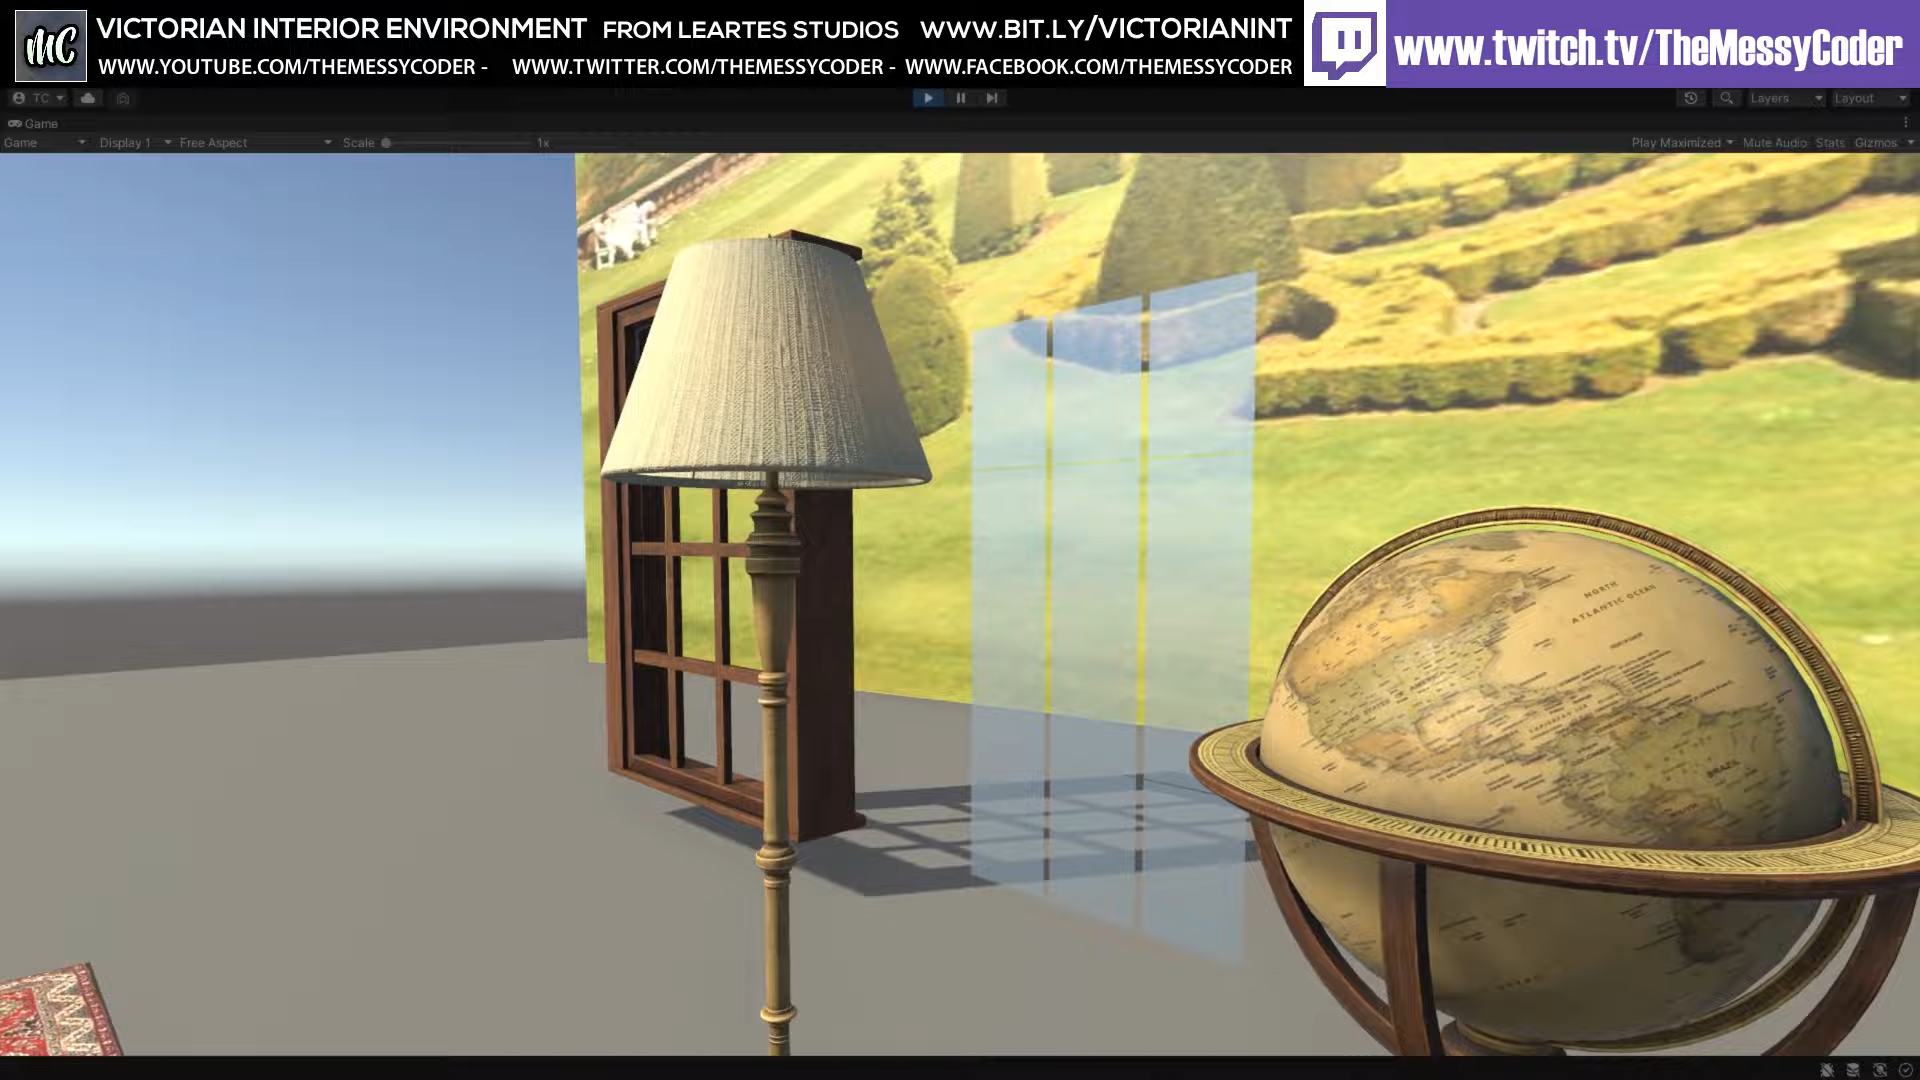 MC
VICTORIAN INTERIOR ENVIRONMENT FROM LEARTES STUDIOS WWW.BIT.LY/VICTORIANINT
WWW.YOUTUBE.COM/THEMESSYCODER - WWW.TWITTER.COM/THEMESSYCODER - WWW.FACEBOOK.COM/THEMESSYCODER
www.twitch.tv/TheMessyCoder
TC
Layers
Layout
Game
Game
Display 1
Free Aspect
Scale
1x
Play Maximized
Mute Audio
Stats
Gizmos
NORTH
ATLANTIC OCEAN
BRAZIL